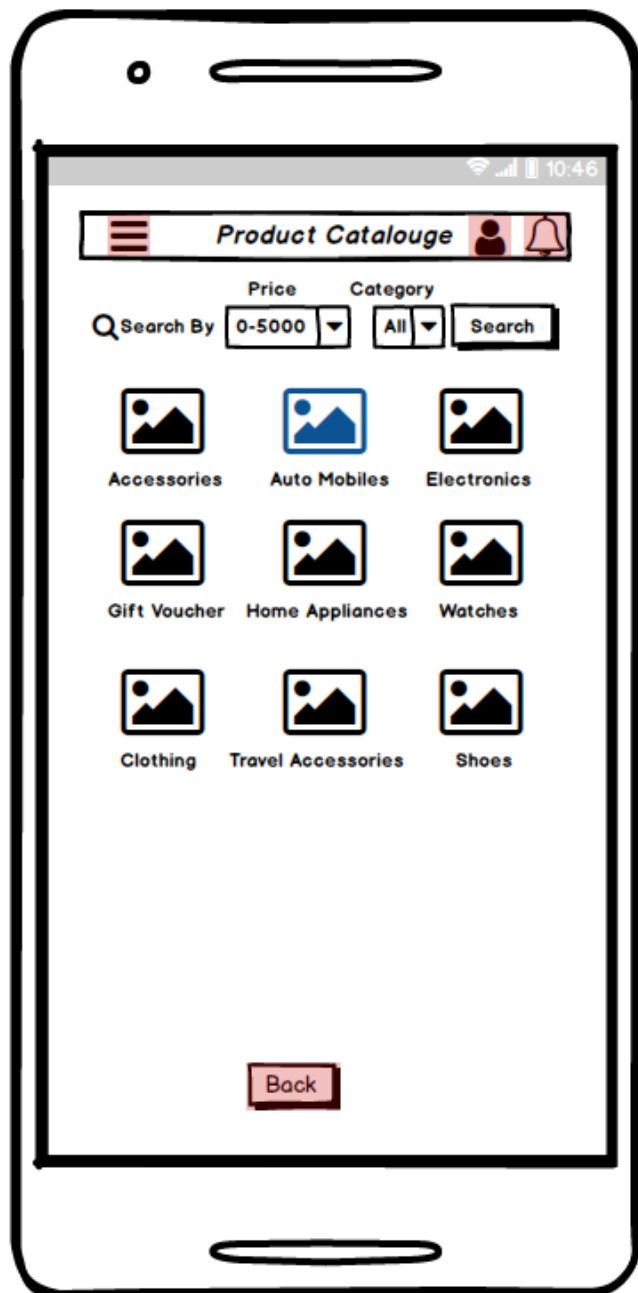 10:46
Product Catalouge
Price Category
Search By 0-5000 All Search
Accessories Auto Mobiles Electronics
Gift Voucher Home Appliances Watches
Clothing Travel Accessories Shoes
Back